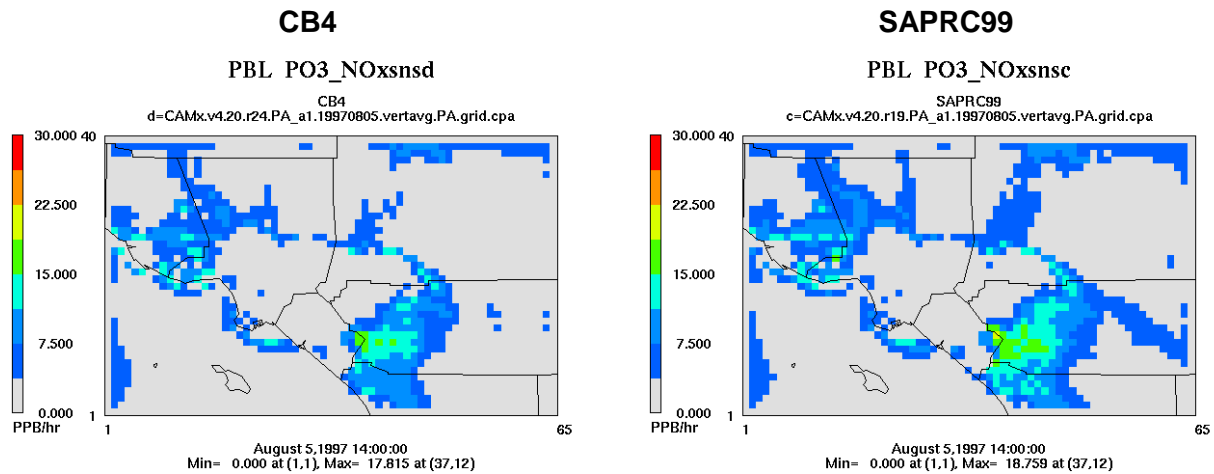 CB4
PBL PO3_NOxsnsd
CB4
d=CAMx.v4.20.r24.PA_a1.19970805.vertavg.PA.grid.cpa
30.000
22.500
15.000
7.500
0.000
PPB/hr
40
1
1
65
August 5,1997 14:00:00
Min= 0.000 at (1,1), Max= 17.815 at (37,12)
SAPRC99
PBL PO3_NOxsnsc
SAPRC99
c=CAMx.v4.20.r19.PA_a1.19970805.vertavg.PA.grid.cpa
30.000
22.500
15.000
7.500
0.000
PPB/hr
40
1
1
65
August 5,1997 14:00:00
Min= 0.000 at (1,1), Max= 18.759 at (37,12)